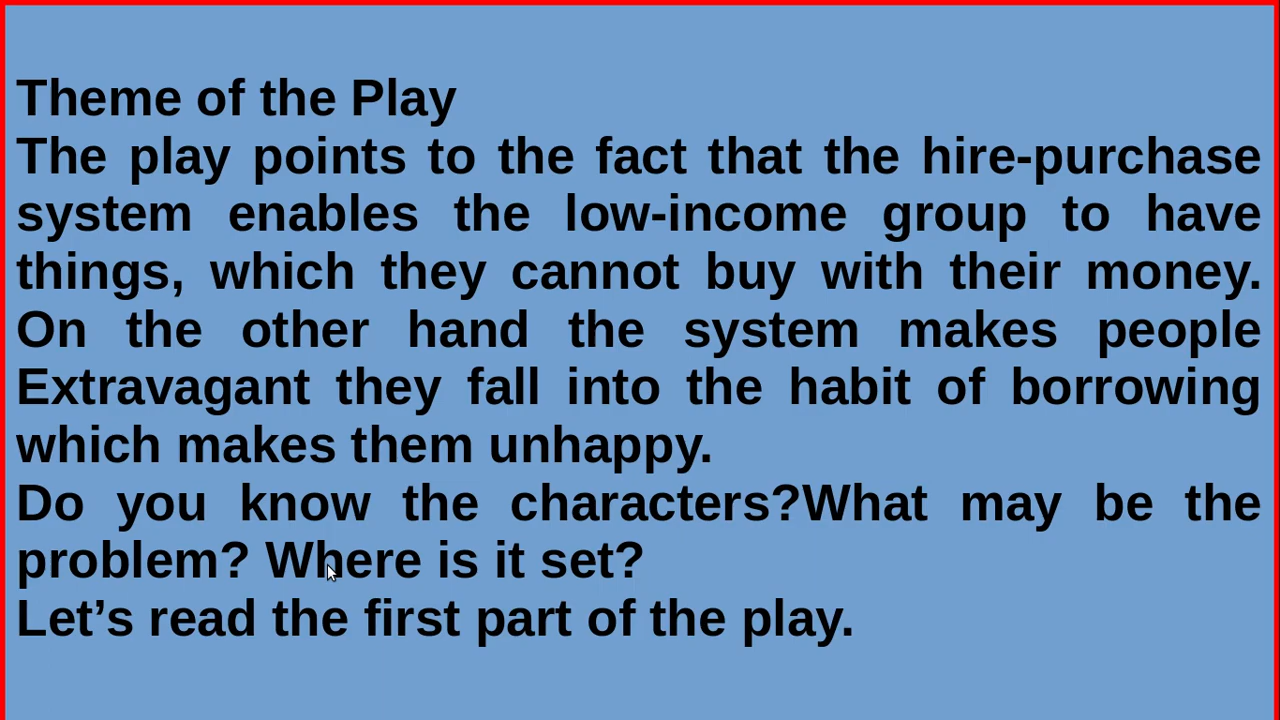 Theme of the Play
The play points to the fact that the hire-purchase
system enables the low-income group to have
things, which they cannot buy with their money.
On the other hand the system makes people
Extravagant they fall into the habit of borrowing
which makes them unhappy.
Do you know the characters?What may be the
problem? Where is it set?
Let’s read the first part of the play.